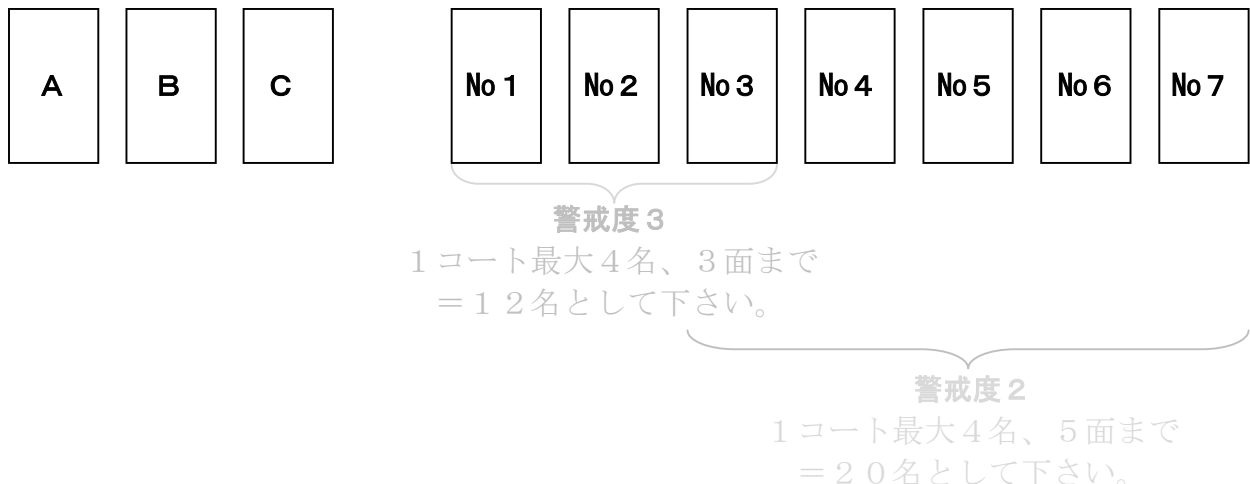 A B C No1 No2 No3 No4 No5 No6 No7
警戒度3
1コート最大4名、3面まで
=12名として下さい。
警戒度2
1コート最大4名、5面まで
=20名として下さい。